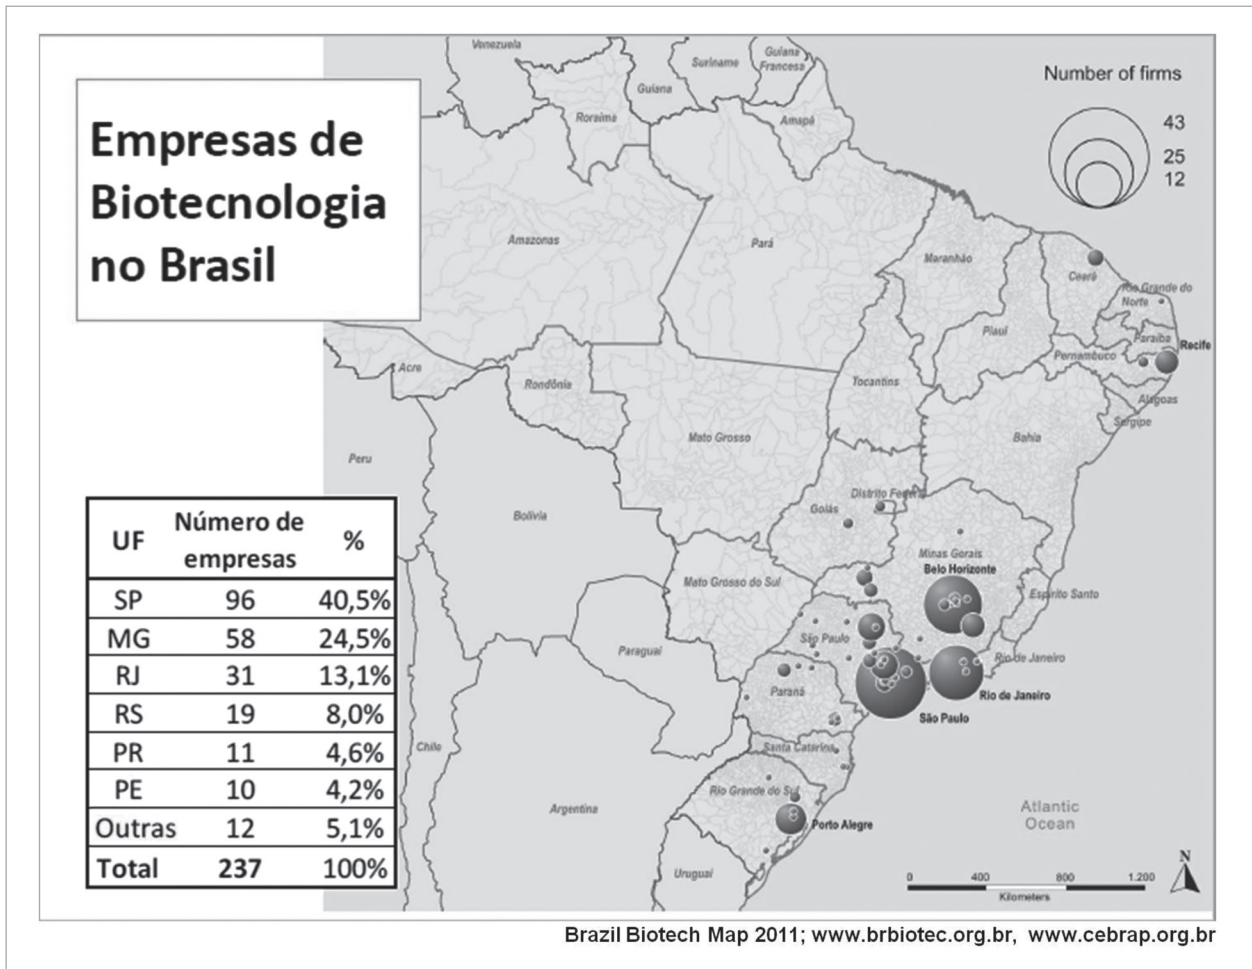 Empresas de
Biotecnologia
no Brasil
Number of firms
43
25
12
Venezuela
Guiana
Suriname
Guiana
Francesa
Roraima
Amapá
Amazonas
Pará
Maranhão
Ceará
Rio Grande do
Norte
Piauí
Paraíba
Recife
Pernambuco
Alagoas
Sergipe
Acre
Rondônia
Tocantins
Mato Grosso
Bahia
Peru
Bolívia
Goiás
Distrito Federal
Minas Gerais
Belo Horizonte
Mato Grosso do Sul
Espírito Santo
São Paulo
Rio de Janeiro
Rio de Janeiro
São Paulo
Paraguai
Paraná
Santa Catarina
Chile
Argentina
Rio Grande do Sul
Porto Alegre
Uruguai
Atlantic
Ocean
N
0 400 800 1.200
Kilometers
UF Número de empresas %
SP 96 40,5%
MG 58 24,5%
RJ 31 13,1%
RS 19 8,0%
PR 11 4,6%
PE 10 4,2%
Outras 12 5,1%
Total 237 100%
Brazil Biotech Map 2011; www.brbiotec.org.br, www.cebrap.org.br